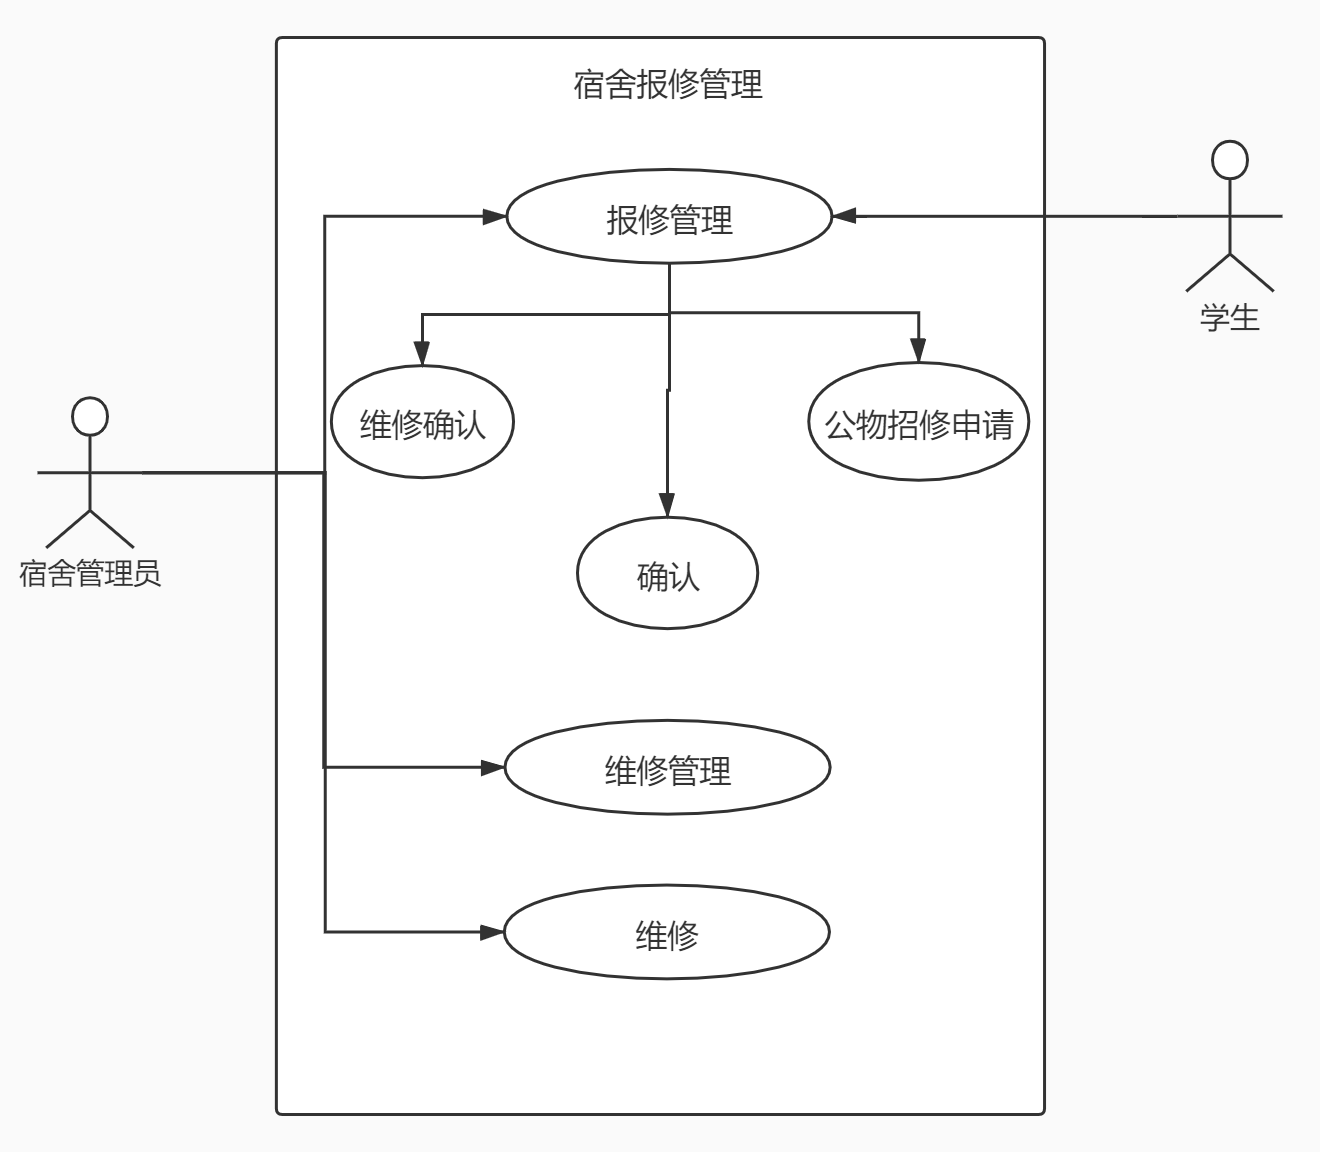 宿舍报修管理
报修管理
学生
维修确认
公物招修申请
确认
宿舍管理员
维修管理
维修